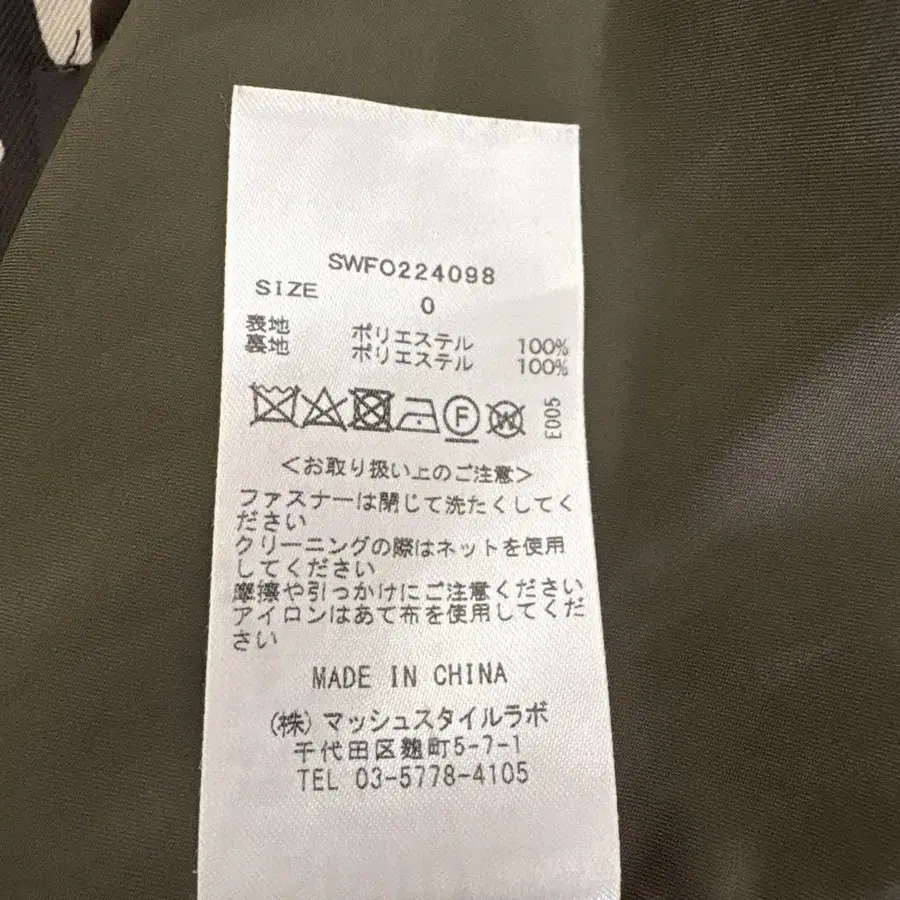 SWFO224098
SIZE 0
表地 ポリエステル 100%
裏地 ポリエステル 100%
F W E005
＜お取り扱い上のご注意＞
ファスナーは閉じて洗たくしてく
ださい
クリーニングの際はネットを使用
してください
摩擦や引っかけにご注意ください
アイロンはあて布を使用してくだ
さい
MADE IN CHINA
(株) マッシュスタイルラボ
千代田区麹町5-7-1
TEL 03-5778-4105